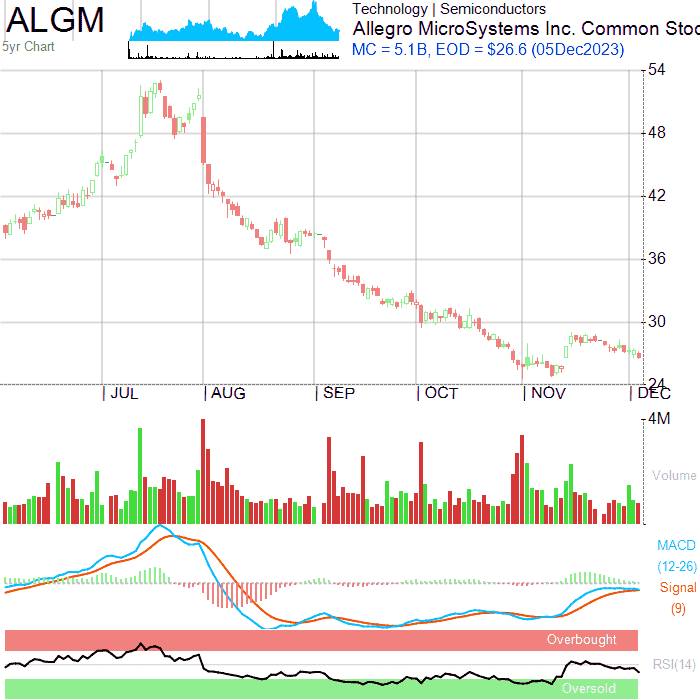 ALGM
5yr Chart
Technology | Semiconductors
Allegro MicroSystems Inc. Common Stoc
MC = 5.1B, EOD = $26.6 (05Dec2023)
54
48
42
36
30
24
JUL AUG SEP OCT NOV DEC
4M
Volume
MACD
(12-26)
Signal
(9)
Overbought
RSI(14)
Oversold